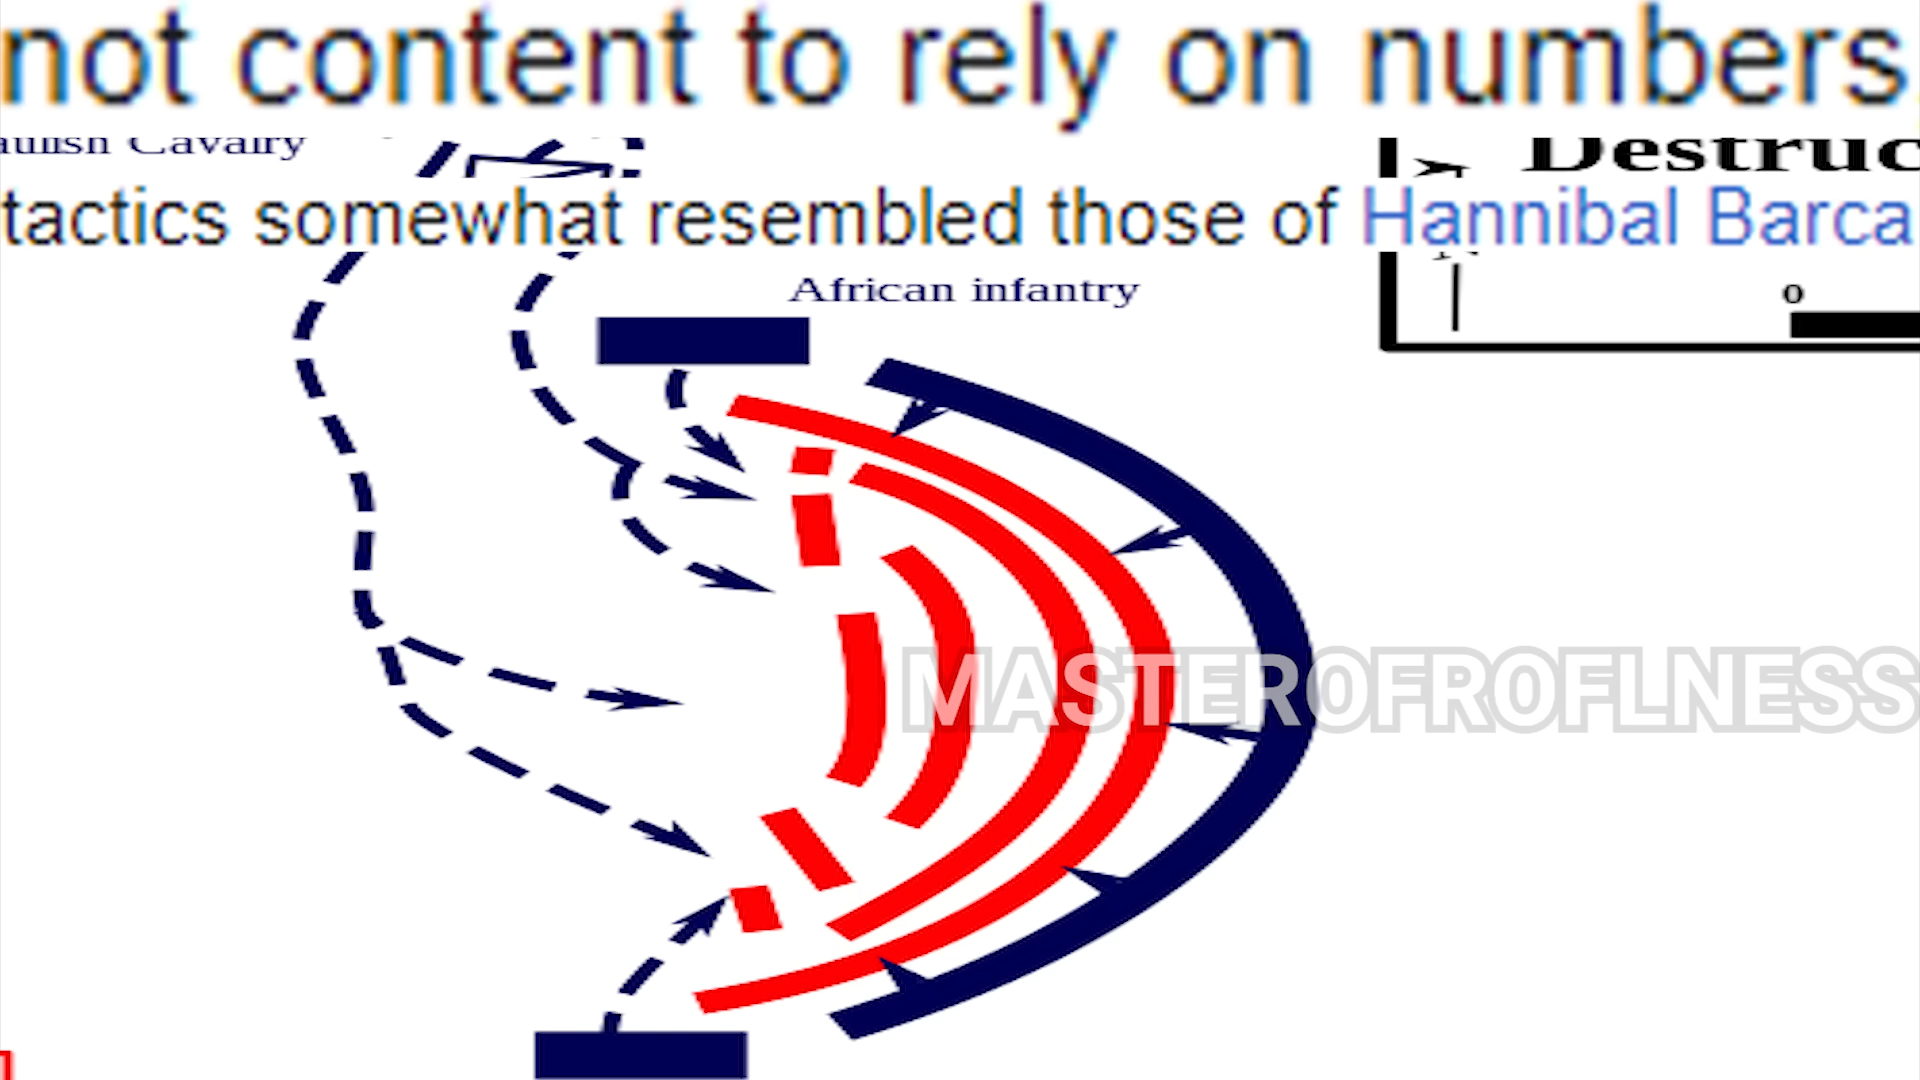 not content to rely on numbers
Cavalry
Destruc
tactics somewhat resembled those of Hannibal Barca
African infantry
0
MASTEROFROFLNESS